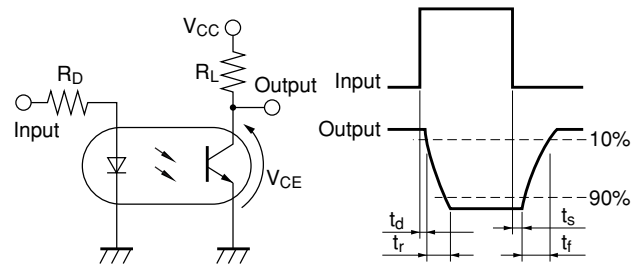 VCC
RD
RL
Output
Input
VCE
Input
Output
10%
90%
td
ts
tr
tf